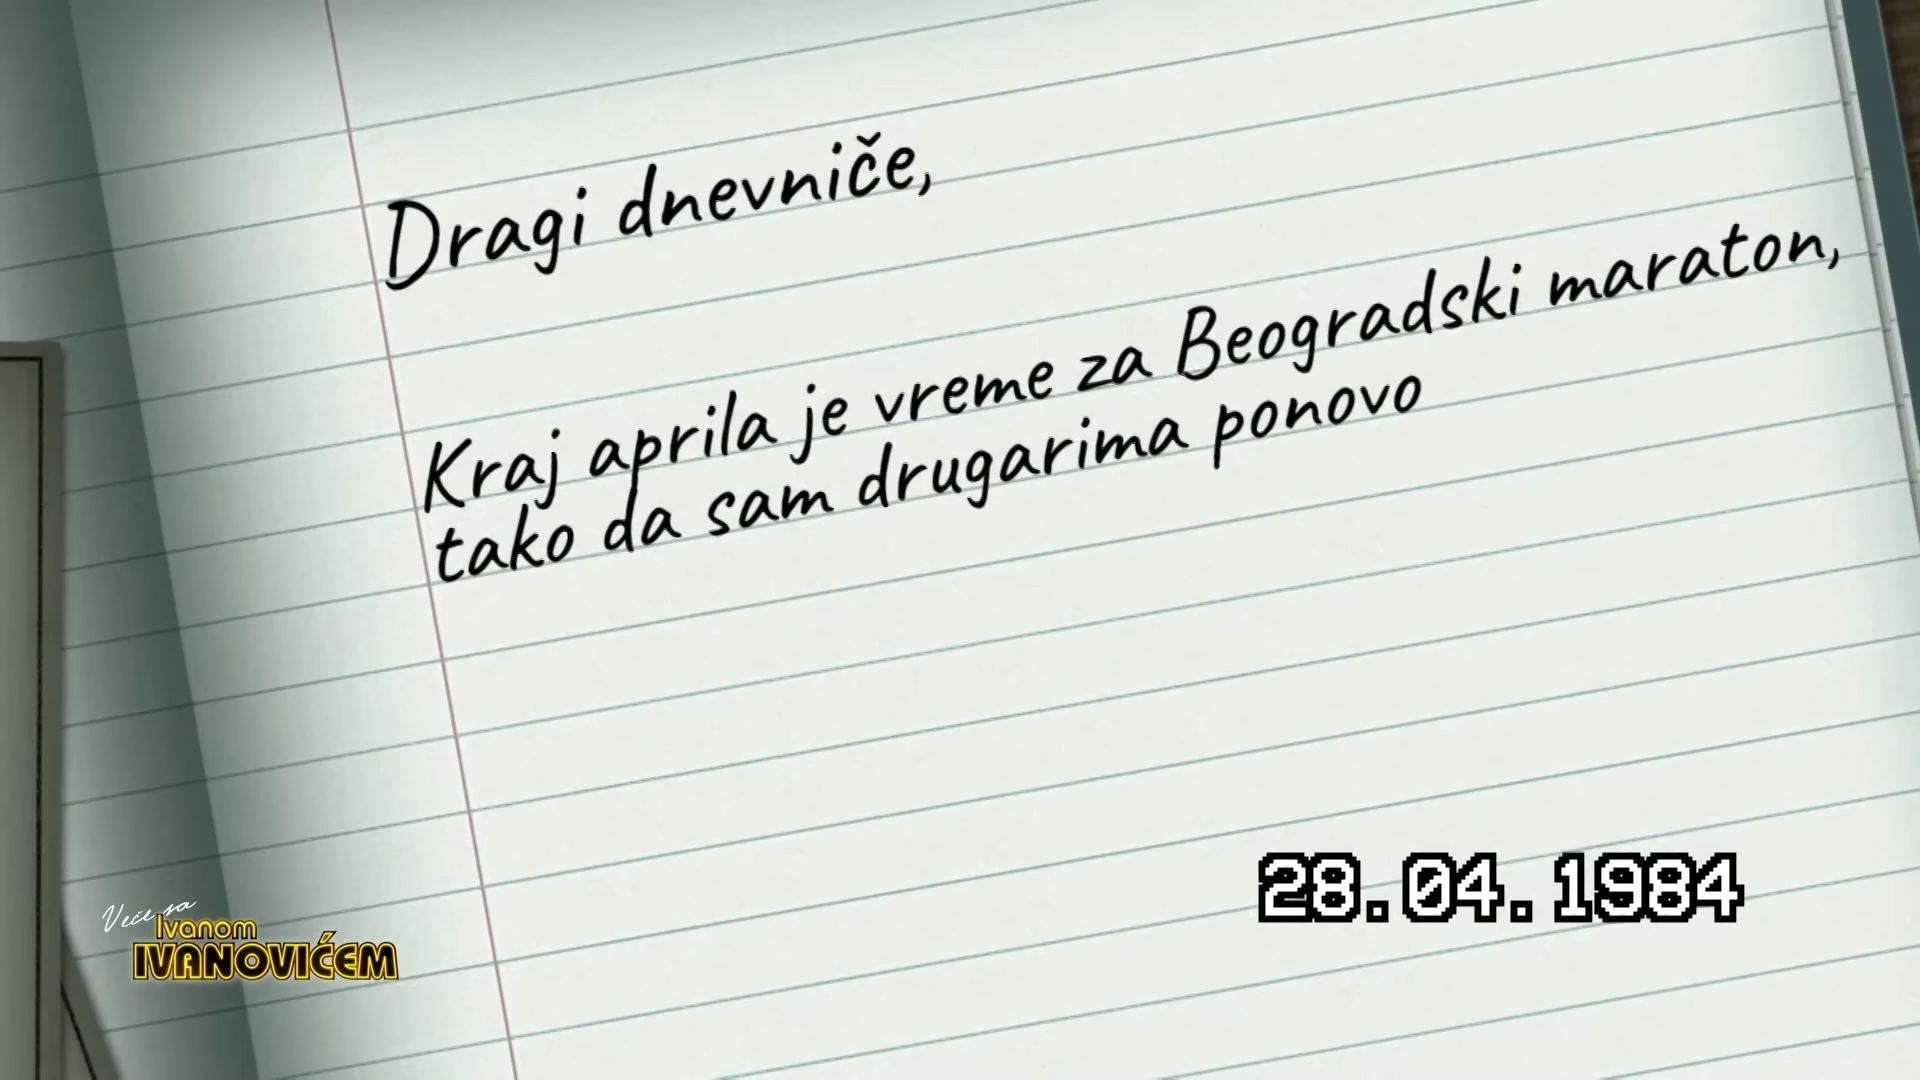 Dragi dnevniče,
Kraj aprila je vreme za Beogradski maraton,
tako da sam drugarima ponovo
28.04.1984
Veče sa
Ivanom
IVANOVIĆEM